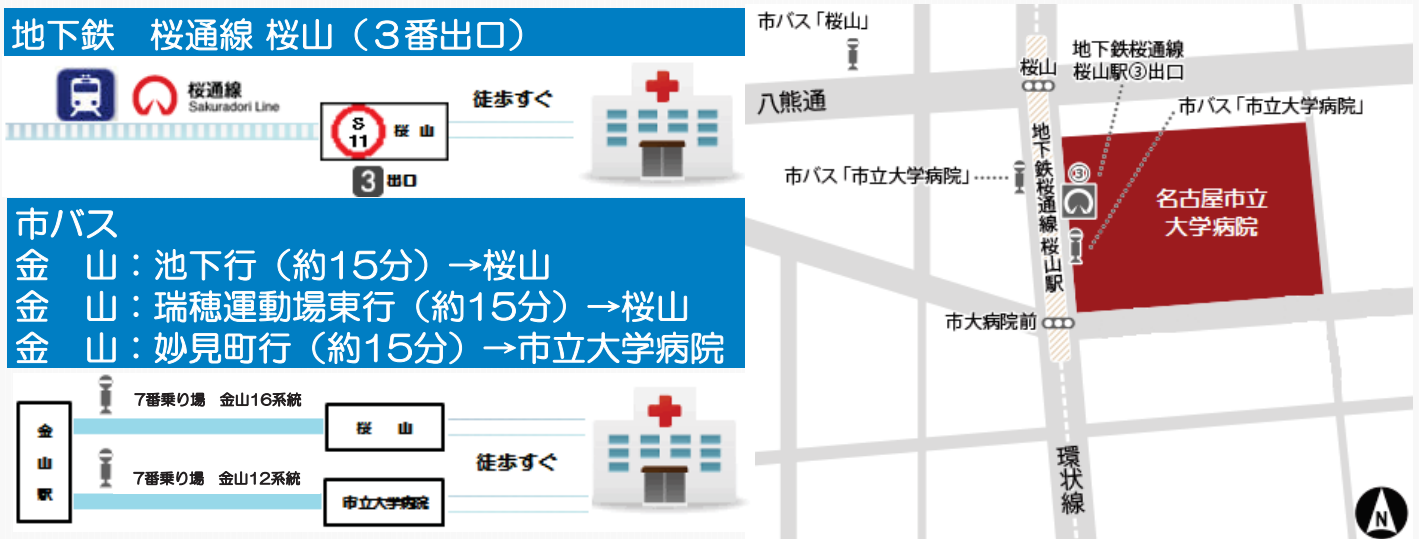 地下鉄　桜通線 桜山（３番出口）
桜通線
Sakuradori Line
徒歩すぐ
S
11
桜　山
3 出口
市バス
金　山：池下行（約15分）→桜山
金　山：瑞穂運動場東行（約15分）→桜山
金　山：妙見町行（約15分）→市立大学病院
金山駅
7番乗り場　金山16系統
桜　山
徒歩すぐ
7番乗り場　金山12系統
市立大学病院
市バス「桜山」
桜山
地下鉄桜通線
桜山駅③出口
八熊通
市バス「市立大学病院」
市バス「市立大学病院」
地下鉄桜通線 桜山駅
③
名古屋市立
大学病院
市大病院前
環状線
N